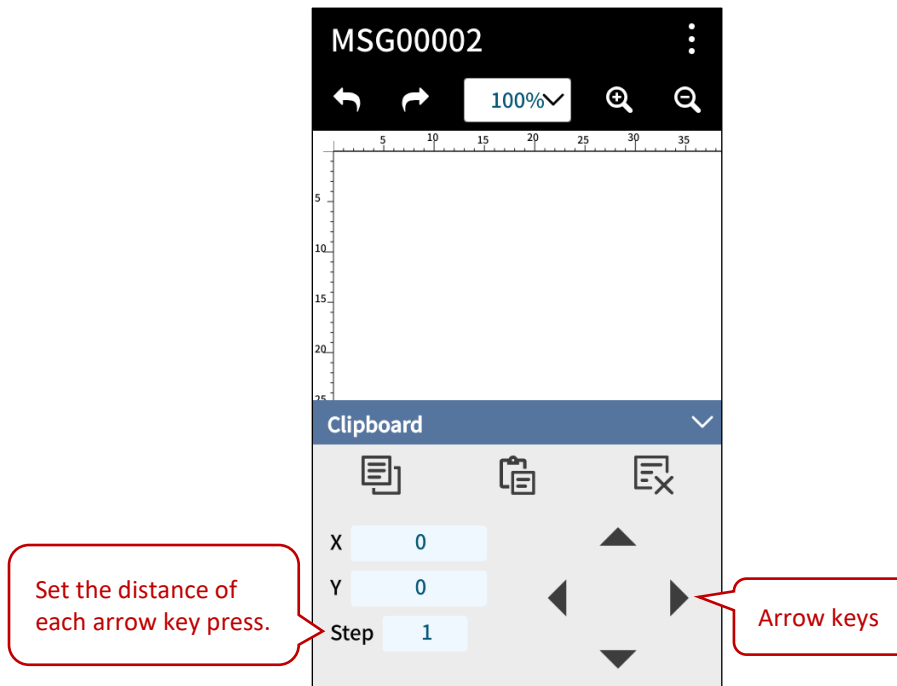 MSG00002
100%
5 10 15 20 25 30 35
5
10
15
20
25
Clipboard
X 0
Y 0
Step 1
Set the distance of
each arrow key press.
Arrow keys